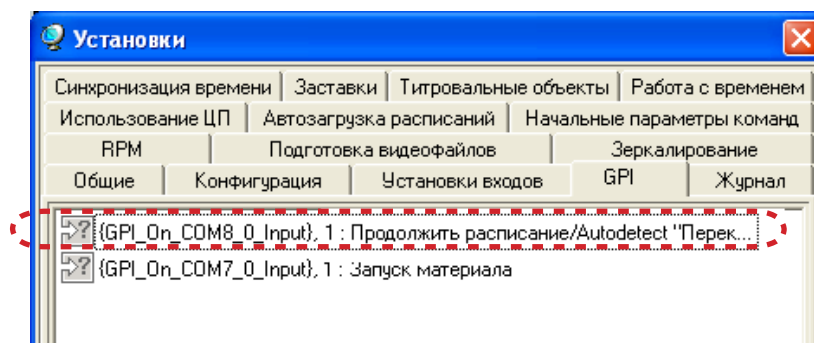 Установки
Синхронизация времени Заставки Титровальные объекты Работа с временем
Использование ЦП Автозагрузка расписаний Начальные параметры команд
RPM Подготовка видеофайлов Зеркалирование
Общие Конфигурация Установки входов GPI Журнал
{GPI_On_COM8_0_Input}, 1 : Продолжить расписание/Autodetect "Перек...
{GPI_On_COM7_0_Input}, 1 : Запуск материала